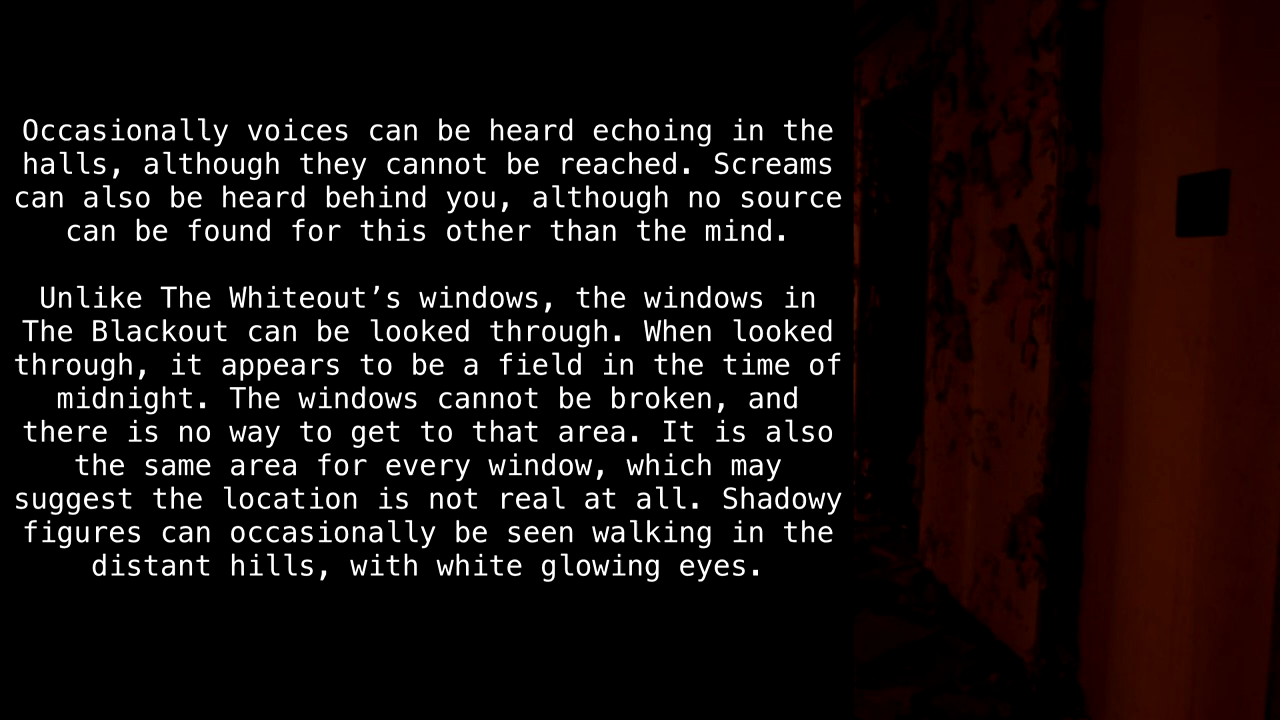 Occasionally voices can be heard echoing in the
halls, although they cannot be reached. Screams
can also be heard behind you, although no source
can be found for this other than the mind.
Unlike The Whiteout’s windows, the windows in
The Blackout can be looked through. When looked
through, it appears to be a field in the time of
midnight. The windows cannot be broken, and
there is no way to get to that area. It is also
the same area for every window, which may
suggest the location is not real at all. Shadowy
figures can occasionally be seen walking in the
distant hills, with white glowing eyes.